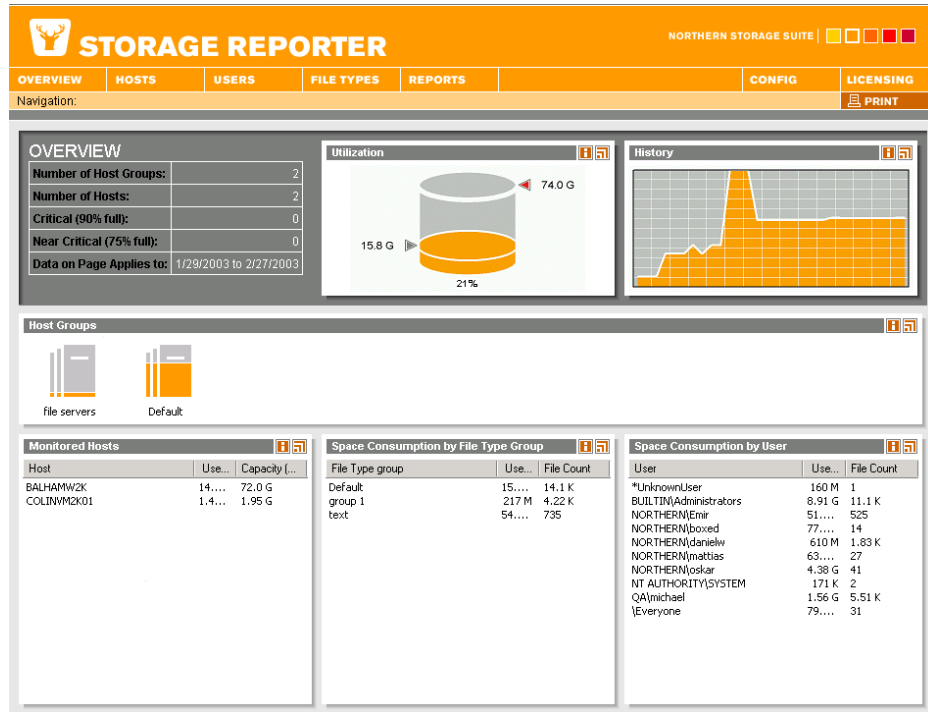 STORAGE REPORTER
NORTHERN STORAGE SUITE |
OVERVIEW HOSTS USERS FILE TYPES REPORTS CONFIG LICENSING
Navigation: PRINT
OVERVIEW
Number of Host Groups: 2
Number of Hosts: 2
Critical (90% full): 0
Near Critical (75% full): 0
Data on Page Applies to: 1/29/2003 to 2/27/2003
Utilization
74.0 G
15.8 G
21%
History
Host Groups
file servers Default
Monitored Hosts
Host Use... Capacity (...
BALHAMW2K 14.... 72.0 G
COLINVM2K01 1.4... 1.95 G
Space Consumption by File Type Group
File Type group Use... File Count
Default 15.... 14.1 K
group 1 217 M 4.22 K
text 54.... 735
Space Consumption by User
User Use... File Count
*UnknownUser 160 M 1
BUILTIN\Administrators 8.91 G 11.1 K
NORTHERN\Emir 51.... 525
NORTHERN\boxed 77.... 14
NORTHERN\danielw 610 M 1.83 K
NORTHERN\mattias 63.... 27
NORTHERN\oskar 4.38 G 41
NT AUTHORITY\SYSTEM 171 K 2
QA\michael 1.56 G 5.51 K
\Everyone 79.... 31